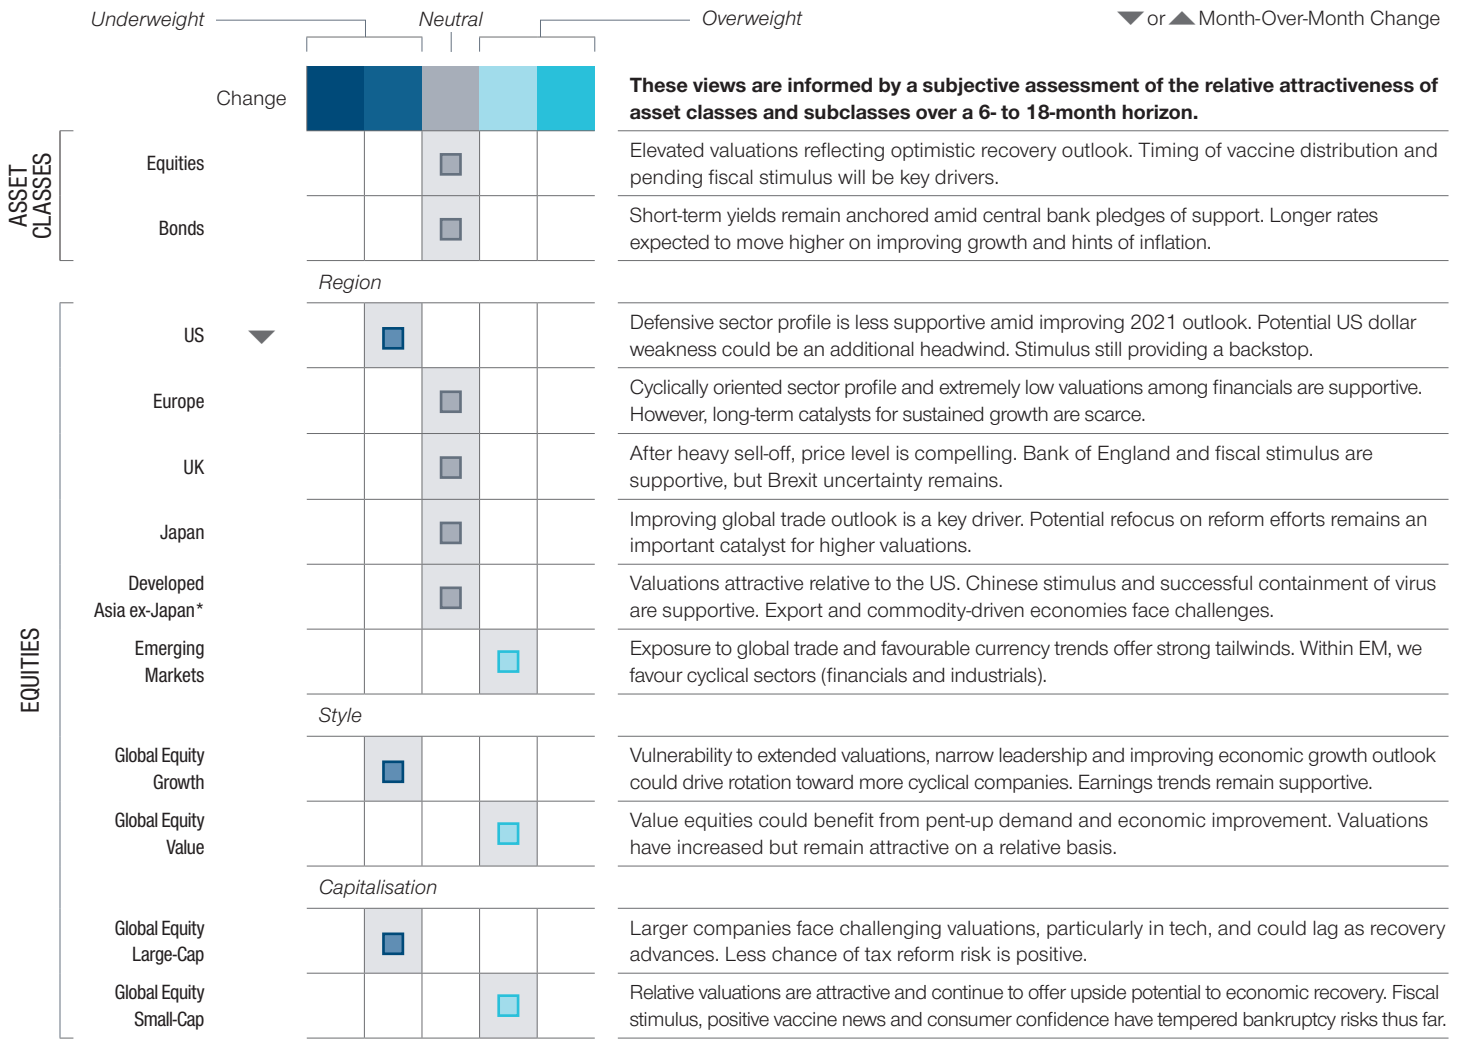 Underweight
Neutral
Overweight
or
Month-Over-Month Change
Change
These views are informed by a subjective assessment of the relative attractiveness of
asset classes and subclasses over a 6- to 18-month horizon.
ASSET
CLASSES
Equities
Elevated valuations reflecting optimistic recovery outlook. Timing of vaccine distribution and
pending fiscal stimulus will be key drivers.
Bonds
Short-term yields remain anchored amid central bank pledges of support. Longer rates
expected to move higher on improving growth and hints of inflation.
EQUITIES
Region
US
Defensive sector profile is less supportive amid improving 2021 outlook. Potential US dollar
weakness could be an additional headwind. Stimulus still providing a backstop.
Europe
Cyclically oriented sector profile and extremely low valuations among financials are supportive.
However, long-term catalysts for sustained growth are scarce.
UK
After heavy sell-off, price level is compelling. Bank of England and fiscal stimulus are
supportive, but Brexit uncertainty remains.
Japan
Improving global trade outlook is a key driver. Potential refocus on reform efforts remains an
important catalyst for higher valuations.
Developed
Asia ex-Japan*
Valuations attractive relative to the US. Chinese stimulus and successful containment of virus
are supportive. Export and commodity-driven economies face challenges.
Emerging
Markets
Exposure to global trade and favourable currency trends offer strong tailwinds. Within EM, we
favour cyclical sectors (financials and industrials).
Style
Global Equity
Growth
Vulnerability to extended valuations, narrow leadership and improving economic growth outlook
could drive rotation toward more cyclical companies. Earnings trends remain supportive.
Global Equity
Value
Value equities could benefit from pent-up demand and economic improvement. Valuations
have increased but remain attractive on a relative basis.
Capitalisation
Global Equity
Large-Cap
Larger companies face challenging valuations, particularly in tech, and could lag as recovery
advances. Less chance of tax reform risk is positive.
Global Equity
Small-Cap
Relative valuations are attractive and continue to offer upside potential to economic recovery. Fiscal
stimulus, positive vaccine news and consumer confidence have tempered bankruptcy risks thus far.